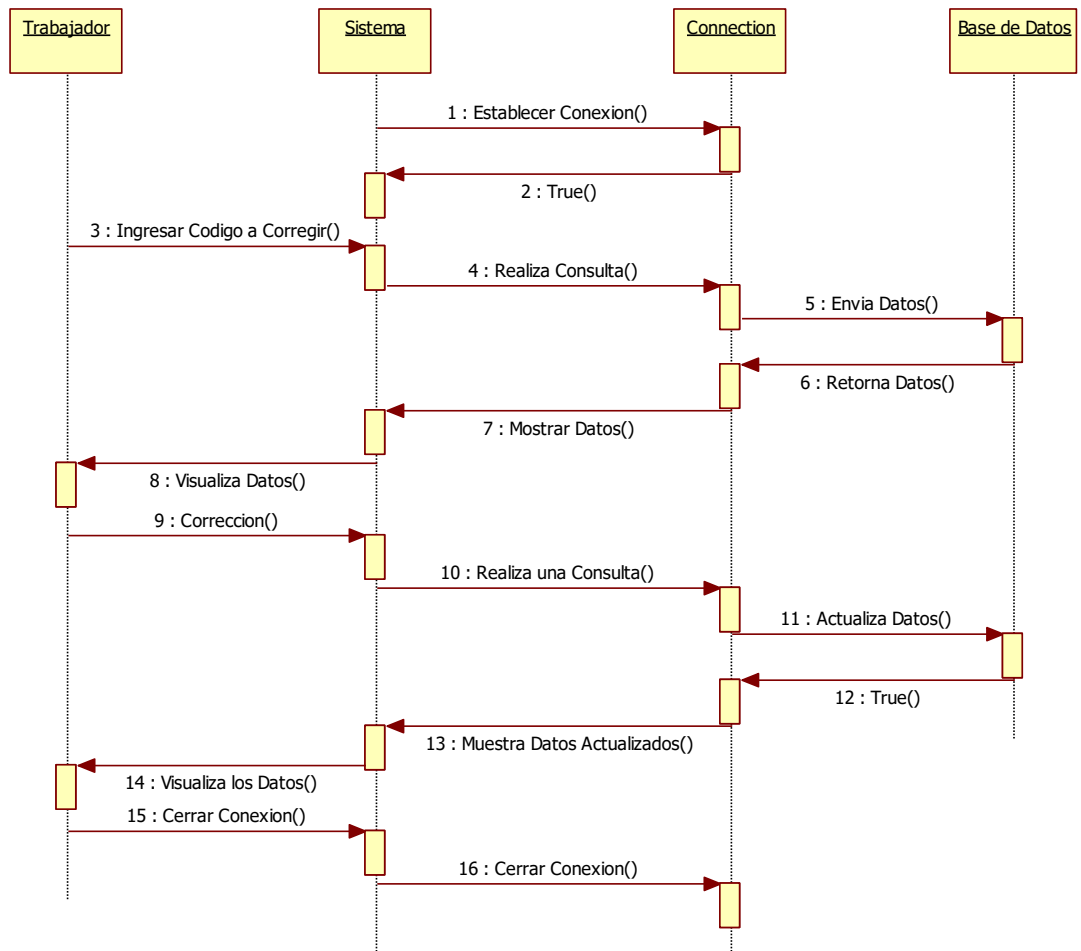 Trabajador
Sistema
Connection
Base de Datos
1 : Establecer Conexion()
2 : True()
3 : Ingresar Codigo a Corregir()
4 : Realiza Consulta()
5 : Envia Datos()
6 : Retorna Datos()
7 : Mostrar Datos()
8 : Visualiza Datos()
9 : Correccion()
10 : Realiza una Consulta()
11 : Actualiza Datos()
12 : True()
13 : Muestra Datos Actualizados()
14 : Visualiza los Datos()
15 : Cerrar Conexion()
16 : Cerrar Conexion()